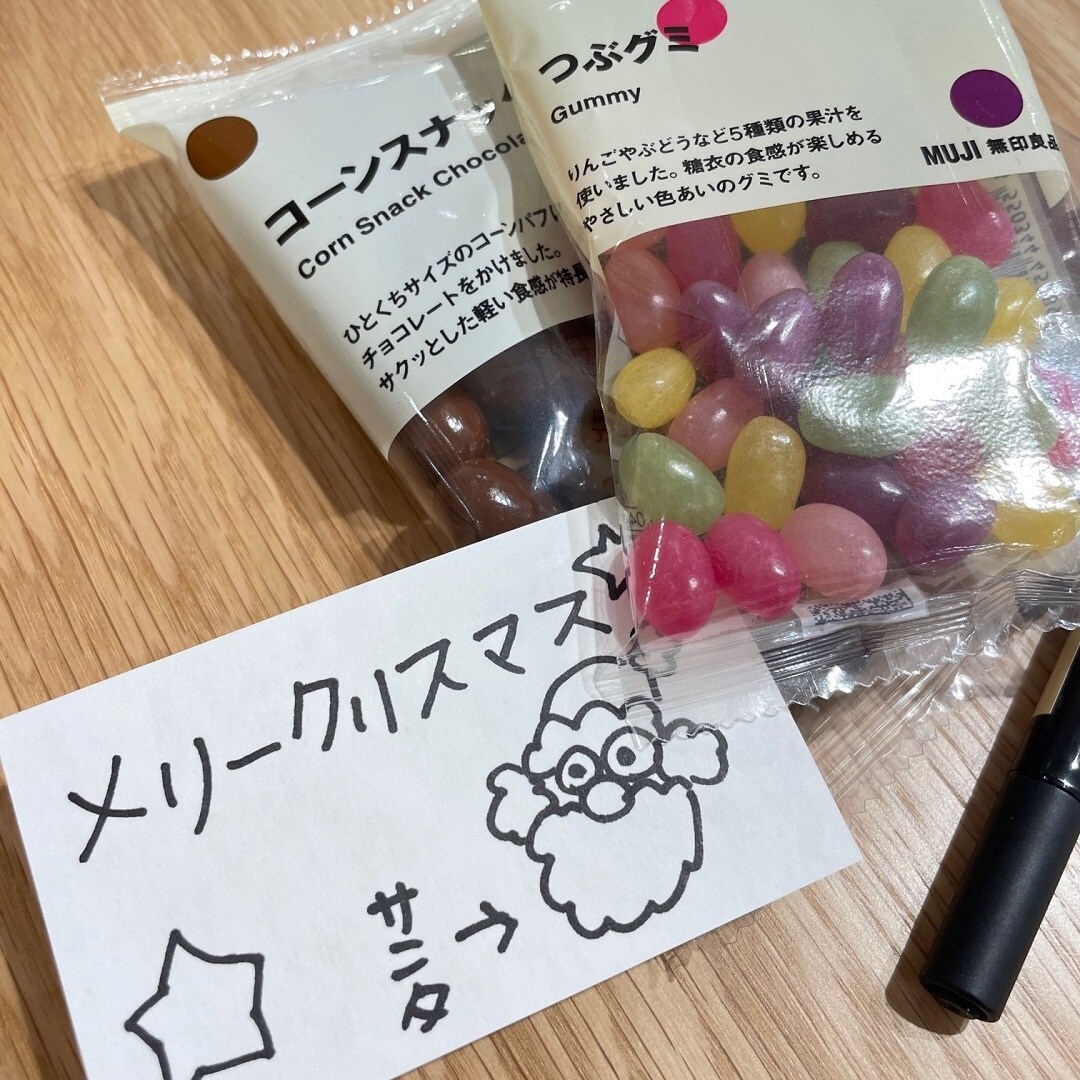 コーンスナック
Corn Snack
ひとくちサイズのコーンパフに
チョコレートをかけました。
サクッとした軽い食感が特長
つぶグミ
Gummy
りんごやぶどうなど5種類の果汁を
使いました。糖衣の食感が楽しめる
やさしい色あいのグミです。
MUJI 無印良品
メリークリスマス
サンタ→